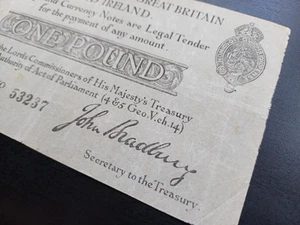 GREAT BRITAIN
IRELAND.
Currency Notes are Legal Tender
for the payment of any amount.
ONE POUND
Lords Commissioners of His Majesty's Treasury
of Act of Parliament (4 & 5 Geo.V.ch.14)
No 53237
John Bradbury
Secretary to the Treasury.